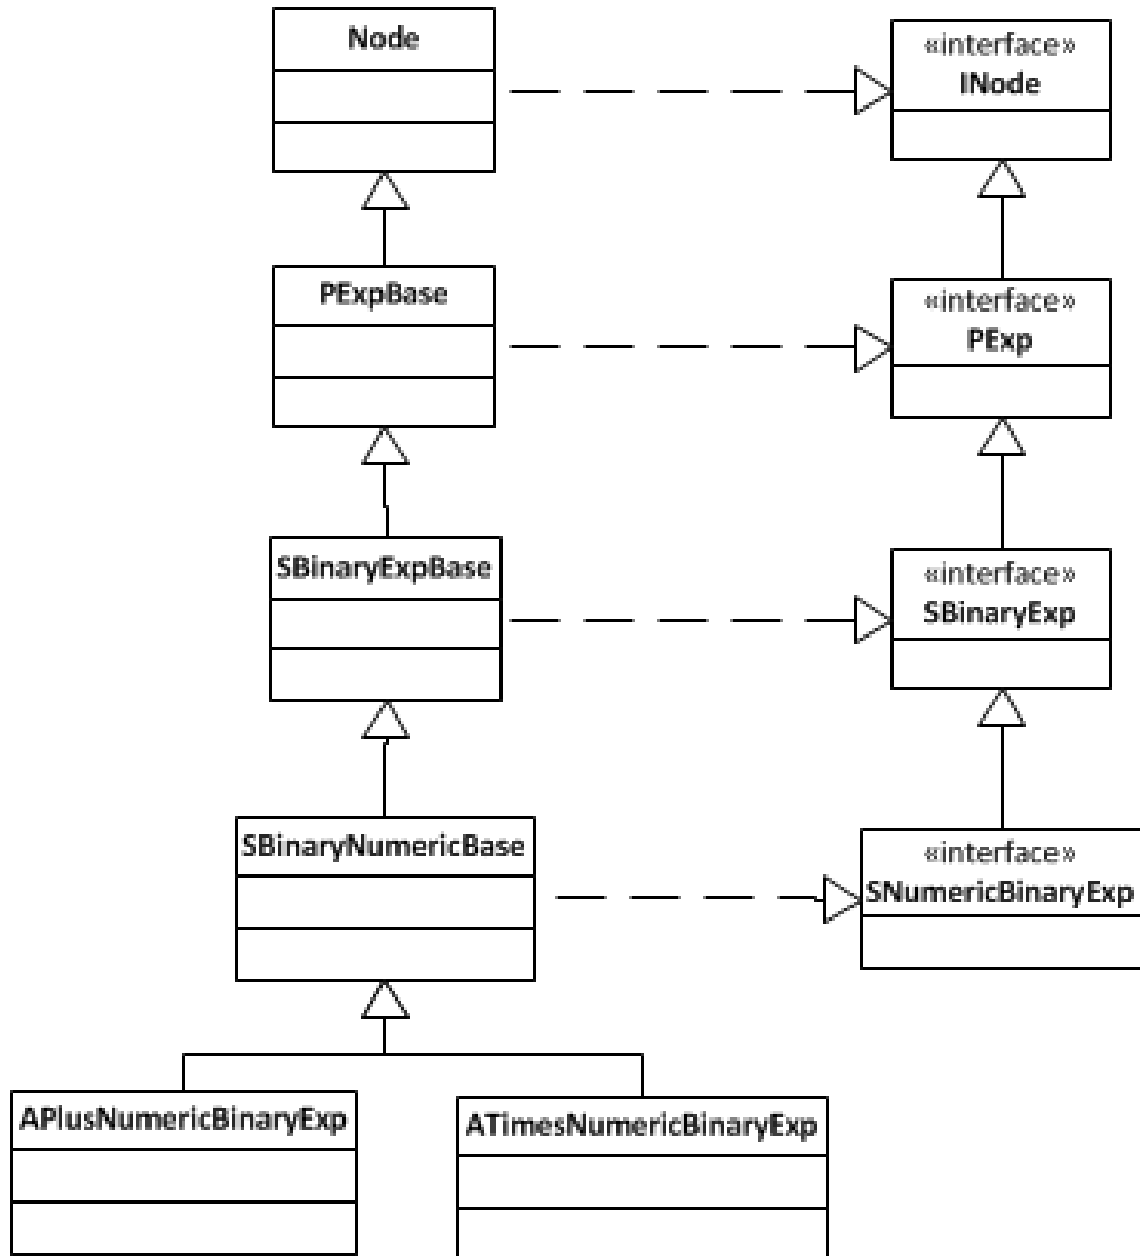 Node
«interface»
INode
PExpBase
«interface»
PExp
SBinaryExpBase
«interface»
SBinaryExp
SBinaryNumericBase
«interface»
SNumericBinaryExp
APlusNumericBinaryExp
ATimesNumericBinaryExp